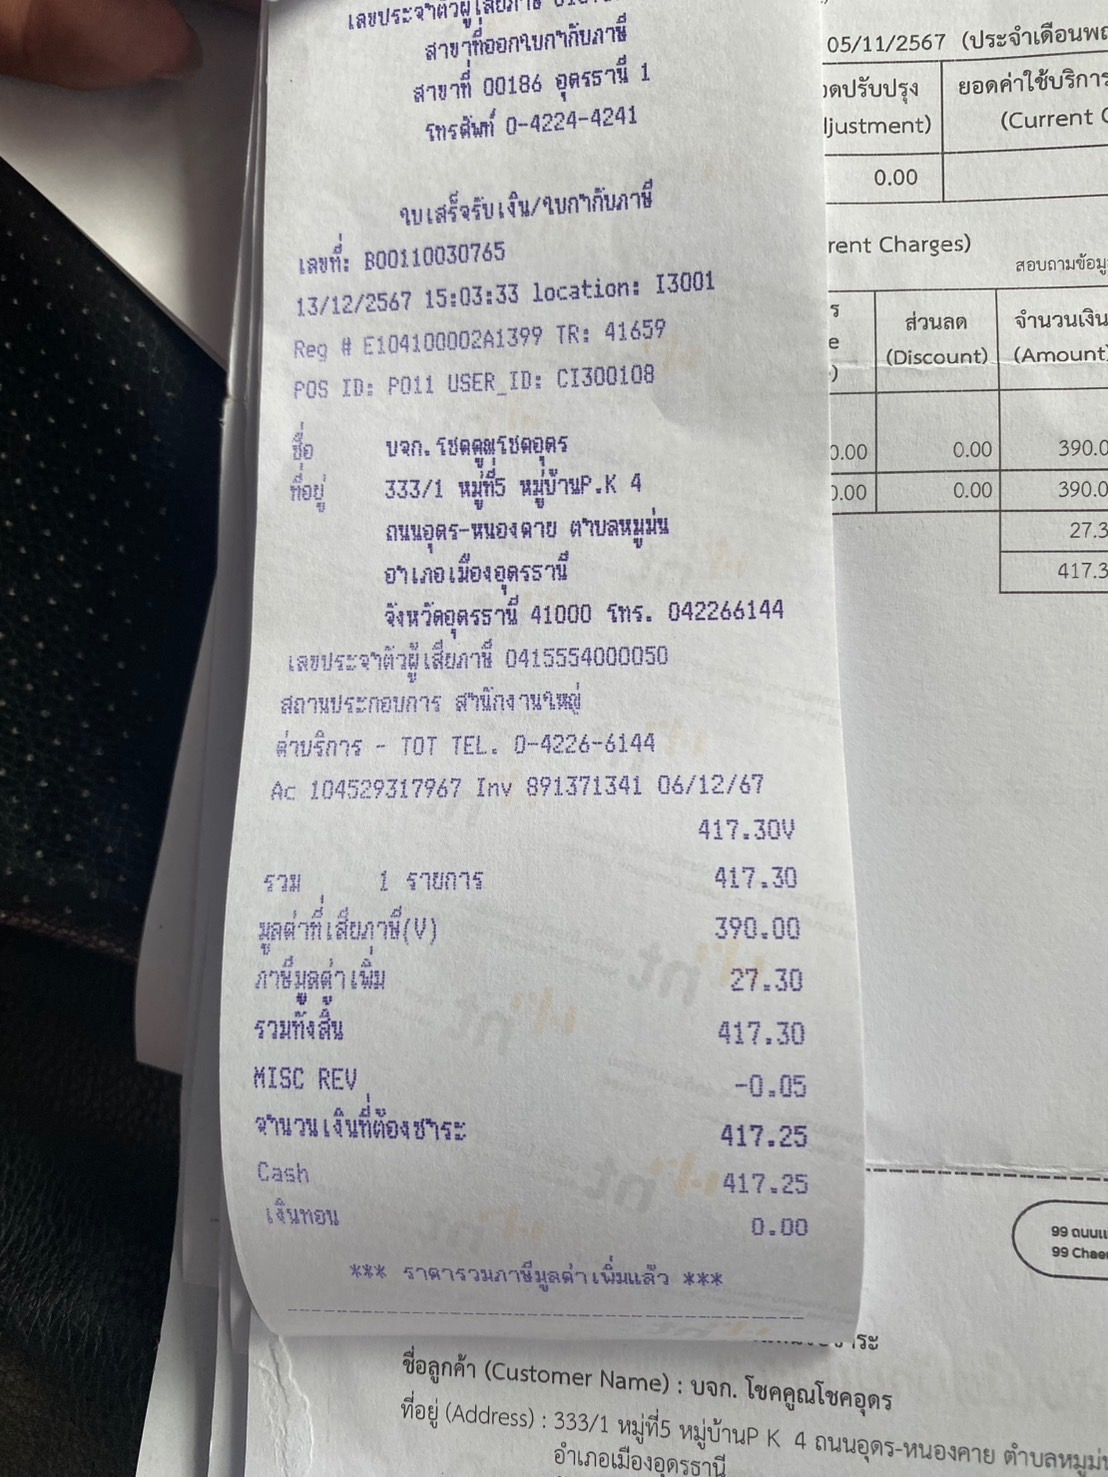 เลขประจำตัวผู้เสียภาษี
สาขาที่ออกใบกำกับภาษี
สาขาที่ 00186 อุดรธานี 1
โทรศัพท์ 0-4224-4241
ใบเสร็จรับเงิน/ใบกำกับภาษี
เลขที่: B00110030765
13/12/2567 15:03:33 location: I3001
Reg # E104100002A1399 TR: 41659
POS ID: P011 USER_ID: CI300108
ชื่อ บจก. โชคคูณโชคอุดร
ที่อยู่ 333/1 หมู่ที่5 หมู่บ้านP.K 4
ถนนอุดร-หนองคาย ตำบลหมูม่น
อำเภอเมืองอุดรธานี
จังหวัดอุดรธานี 41000 โทร. 042266144
เลขประจำตัวผู้เสียภาษี 0415554000050
สถานประกอบการ สำนักงานใหญ่
ค่าบริการ - TOT TEL. 0-4226-6144
Ac 104529317967 Inv 891371341 06/12/67
417.30V
รวม 1 รายการ 417.30
มูลค่าที่เสียภาษี(V) 390.00
ภาษีมูลค่าเพิ่ม 27.30
รวมทั้งสิ้น 417.30
MISC REV -0.05
จำนวนเงินที่ต้องชำระ 417.25
Cash 417.25
เงินทอน 0.00
*** ราคารวมภาษีมูลค่าเพิ่มแล้ว ***
05/11/2567 (ประจำเดือน
ปรับปรุง ยอดค่าใช้บริการ
justment) (Current
0.00
rent Charges)
สอบถามข้อมูล
ส่วนลด จำนวนเงิน
(Discount) (Amount)
0.00 0.00 390.0
0.00 0.00 390.0
27.3
417.3
99 ถนน
99 Chae
ชื่อลูกค้า (Customer Name) : บจก. โชคคูณโชคอุดร
ที่อยู่ (Address) : 333/1 หมู่ที่5 หมู่บ้านP K 4 ถนนอุดร-หนองคาย ตำบลหมูม่น
อำเภอเมืองอุดรธานี